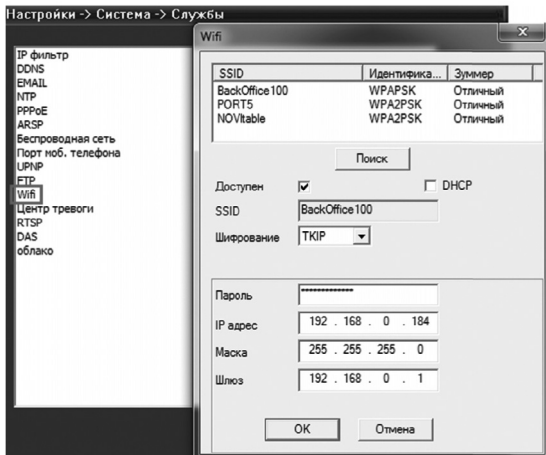 Настройки -> Система -> Службы
IP фильтр
DDNS
EMAIL
NTP
PPPoE
ARSP
Беспроводная сеть
Порт моб. телефона
UPNP
FTP
Wifi
Центр тревоги
RTSP
DAS
облако
Wifi
SSID Идентифика... Зуммер
BackOffice100 WPAPSK Отличный
PORT5 WPA2PSK Отличный
NOVItable WPA2PSK Отличный
Поиск
Доступен DHCP
SSID BackOffice100
Шифрование TKIP
Пароль *************
IP адрес 192 . 168 . 0 . 184
Маска 255 . 255 . 255 . 0
Шлюз 192 . 168 . 0 . 1
OK Отмена